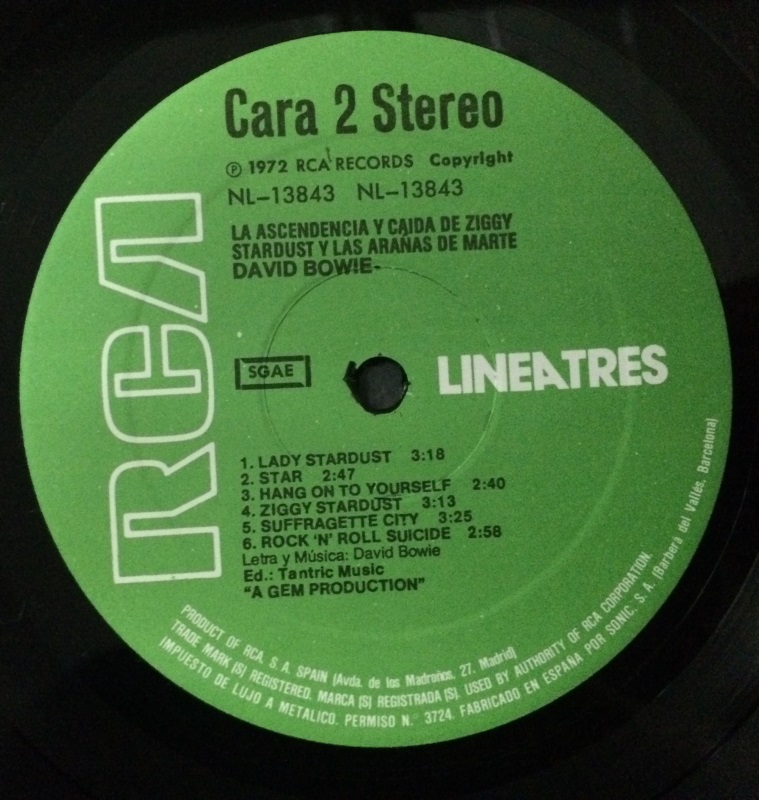 Cara 2 Stereo
℗ 1972 RCA RECORDS Copyright
NL-13843 NL-13843
LA ASCENDENCIA Y CAIDA DE ZIGGY
STARDUST Y LAS ARAÑAS DE MARTE
DAVID BOWIE-
RCA
SGAE
LINEATRES
1. LADY STARDUST 3:18
2. STAR 2:47
3. HANG ON TO YOURSELF 2:40
4. ZIGGY STARDUST 3:13
5. SUFFRAGETTE CITY 3:25
6. ROCK 'N' ROLL SUICIDE 2:58
Letra y Música: David Bowie
Ed.: Tantric Music
"A GEM PRODUCTION"
PRODUCT OF RCA, S. A. SPAIN (Avda. de los Madroños, 27. Madrid)
TRADE MARK (S) REGISTERED. MARCA (S) REGISTRADA (S). USED BY AUTHORITY OF RCA CORPORATION.
IMPUESTO DE LUJO A METALICO. PERMISO N.° 3724. FABRICADO EN ESPAÑA POR SONIC, S. A. (Barberá del Vallés, Barcelona)